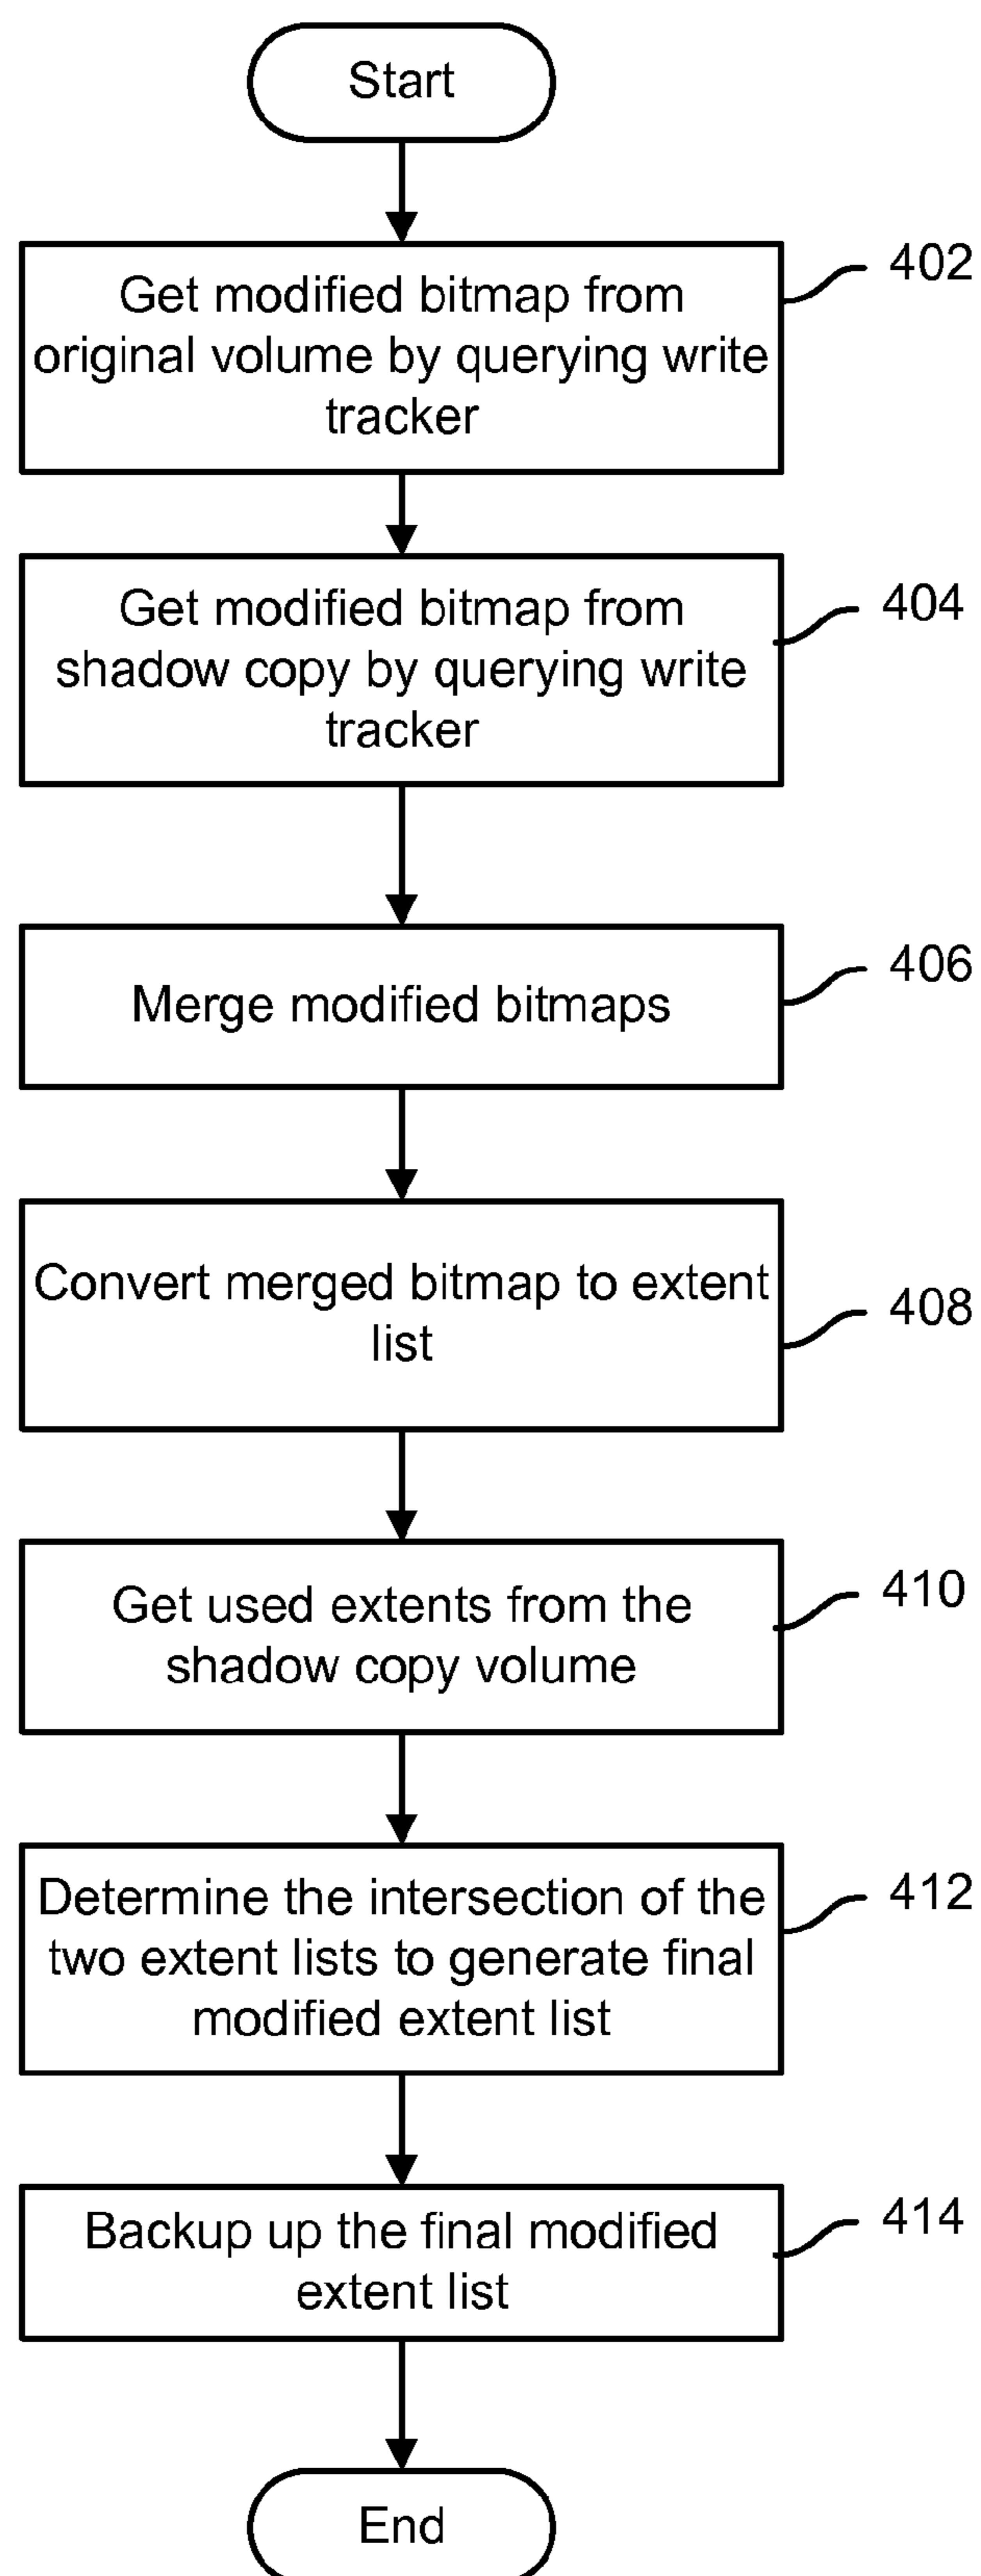 Start
Get modified bitmap from
original volume by querying write
tracker
402
Get modified bitmap from
shadow copy by querying write
tracker
404
Merge modified bitmaps
406
Convert merged bitmap to extent
list
408
Get used extents from the
shadow copy volume
410
Determine the intersection of the
two extent lists to generate final
modified extent list
412
Backup up the final modified
extent list
414
End